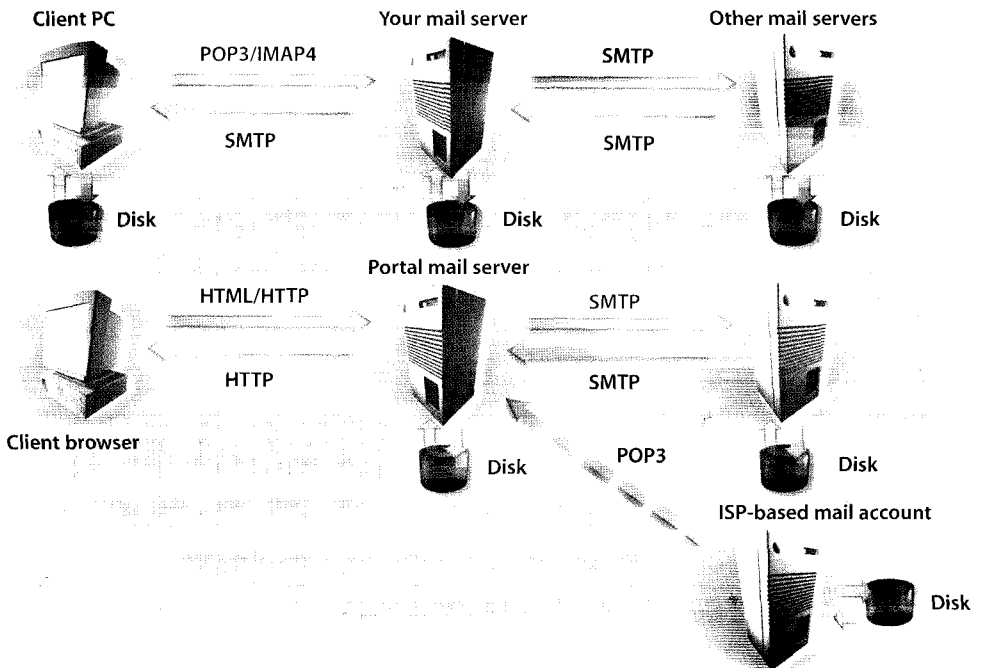 Client PC
Your mail server
Other mail servers
POP3/IMAP4
SMTP
SMTP
SMTP
Disk
Disk
Disk
Portal mail server
HTML/HTTP
SMTP
HTTP
SMTP
Client browser
Disk
POP3
Disk
ISP-based mail account
Disk